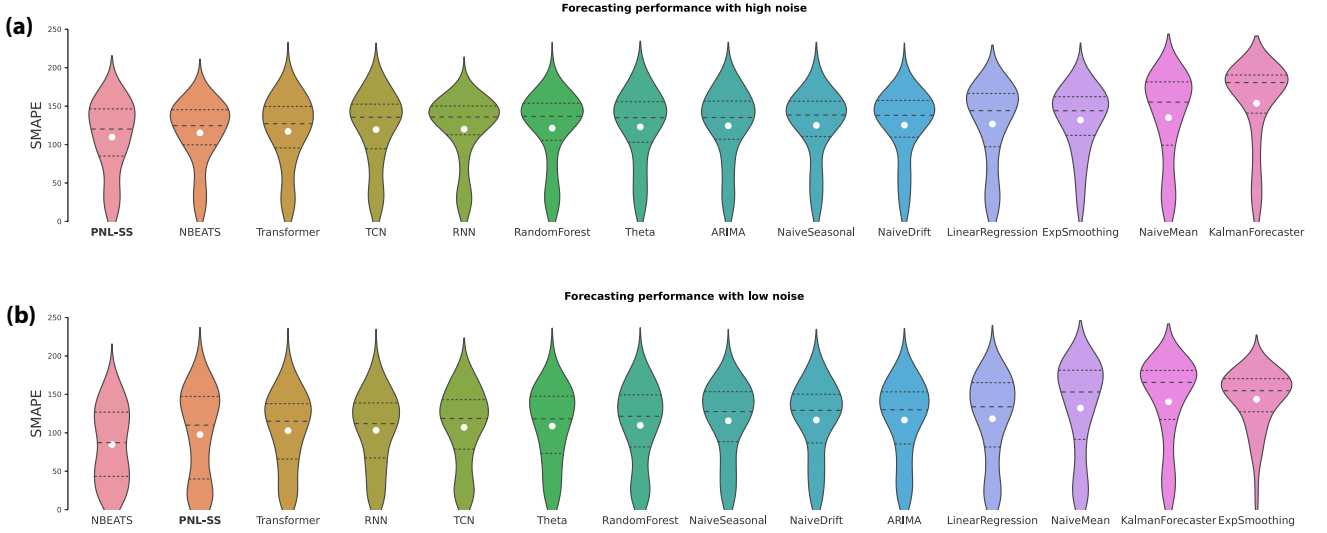 Forecasting performance with high noise
(a)
250
200
150
100
50
0
SMAPE
PNL-SS NBEATS Transformer TCN RNN RandomForest Theta ARIMA NaiveSeasonal NaiveDrift LinearRegression ExpSmoothing NaiveMean KalmanForecaster
Forecasting performance with low noise
(b)
250
200
150
100
50
0
SMAPE
NBEATS PNL-SS Transformer RNN TCN Theta RandomForest NaiveSeasonal NaiveDrift ARIMA LinearRegression NaiveMean KalmanForecaster ExpSmoothing